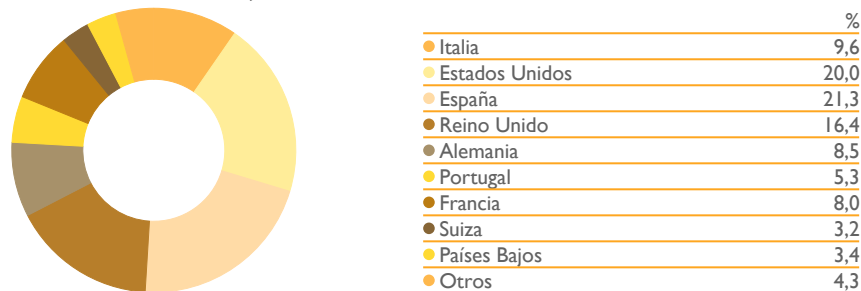 %
Italia 9,6
Estados Unidos 20,0
España 21,3
Reino Unido 16,4
Alemania 8,5
Portugal 5,3
Francia 8,0
Suiza 3,2
Países Bajos 3,4
Otros 4,3